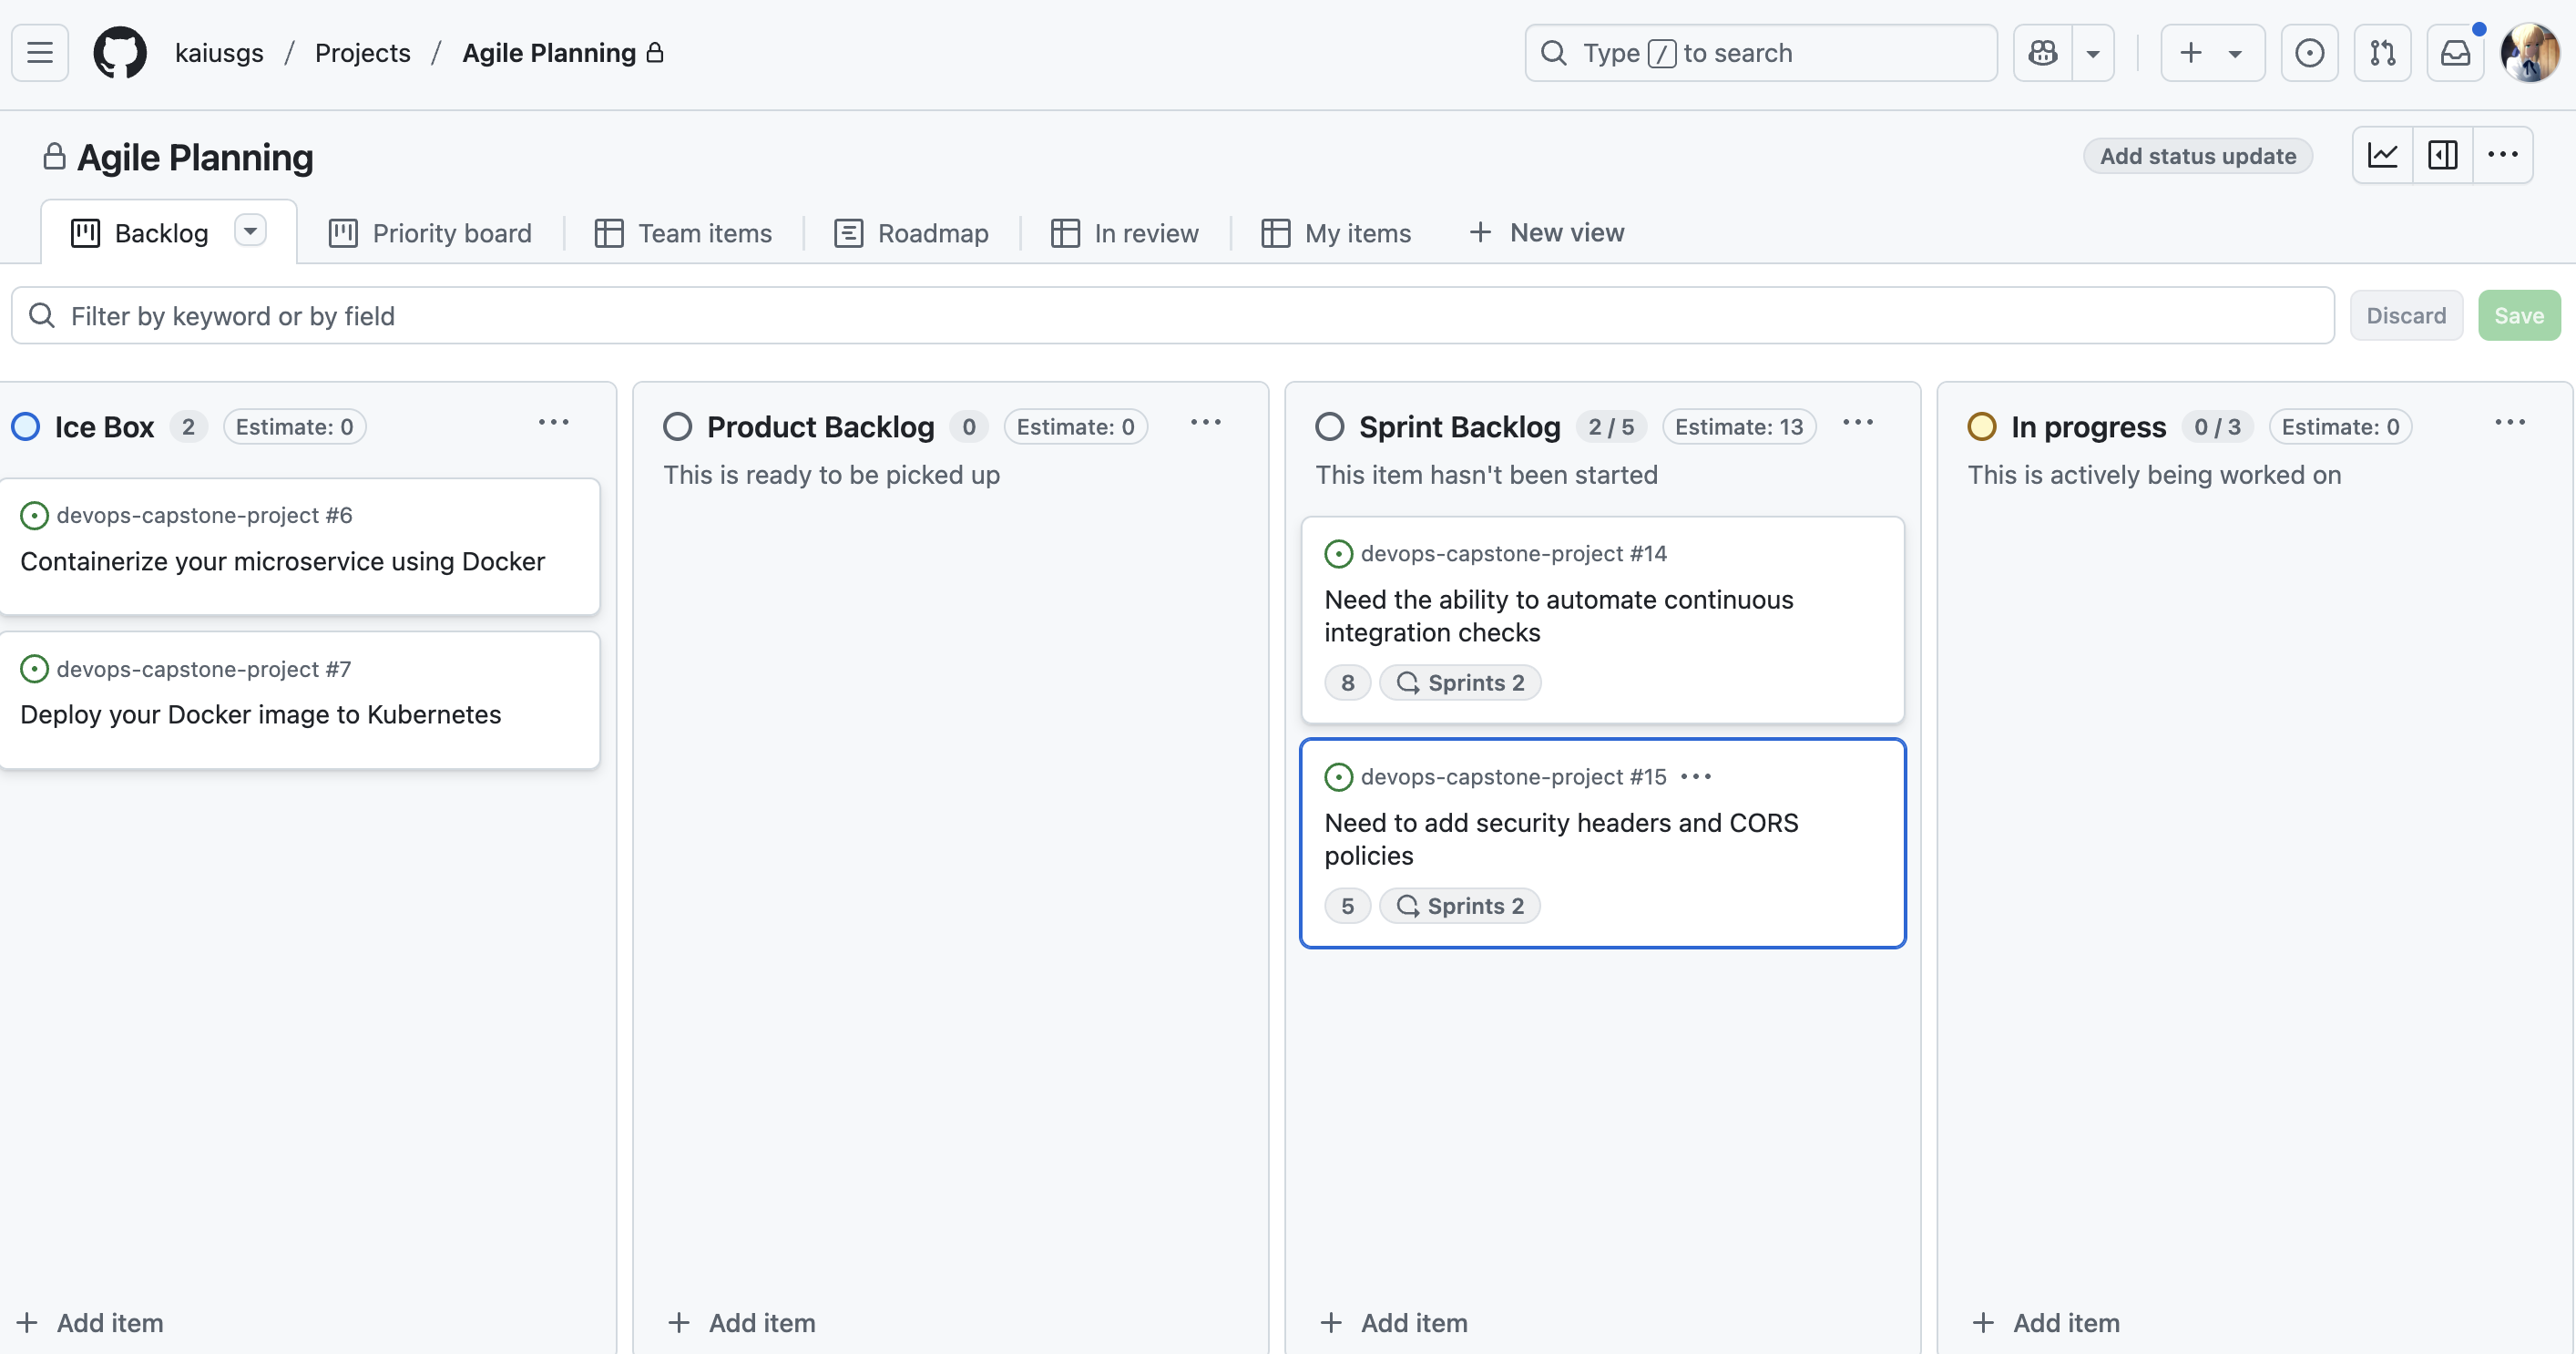 kaiusgs / Projects / Agile Planning
Type / to search
Agile Planning
Add status update
Backlog
Priority board
Team items
Roadmap
In review
My items
New view
Filter by keyword or by field
Discard
Save
Ice Box 2 Estimate: 0
devops-capstone-project #6
Containerize your microservice using Docker
devops-capstone-project #7
Deploy your Docker image to Kubernetes
Add item
Product Backlog 0 Estimate: 0
This is ready to be picked up
Add item
Sprint Backlog 2 / 5 Estimate: 13
This item hasn't been started
devops-capstone-project #14
Need the ability to automate continuous
integration checks
8 Sprints 2
devops-capstone-project #15
Need to add security headers and CORS
policies
5 Sprints 2
Add item
In progress 0 / 3 Estimate: 0
This is actively being worked on
Add item